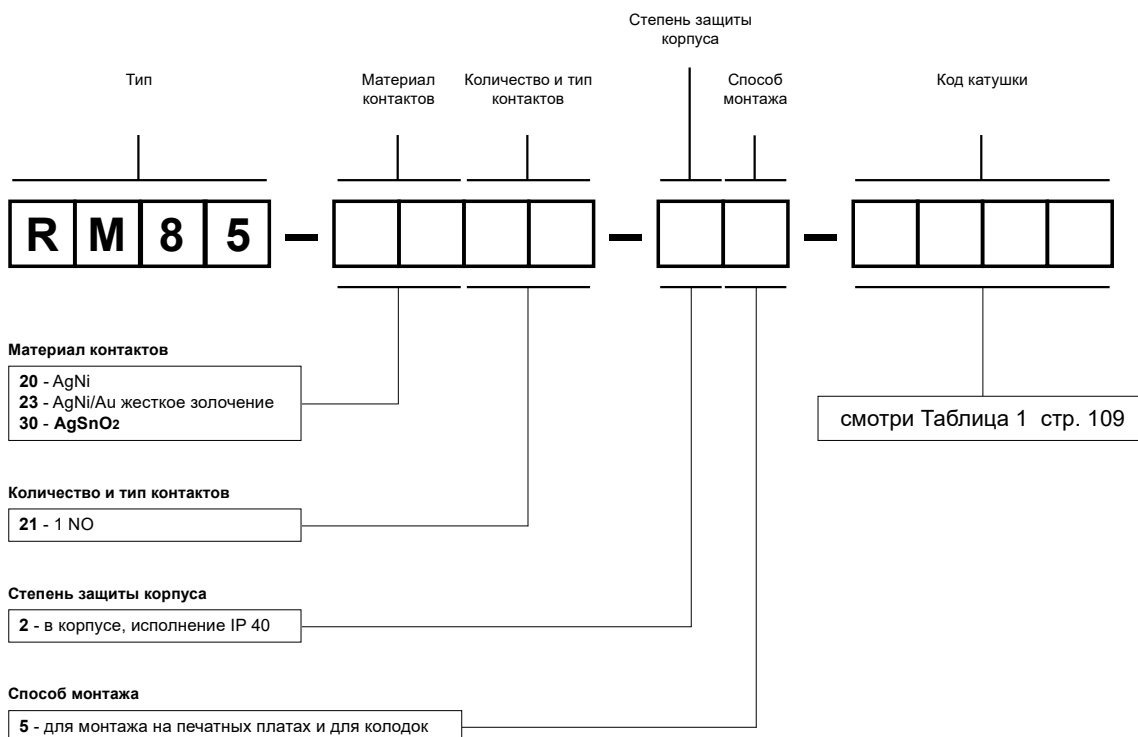 Степень защиты
корпуса
Тип
Материал
контактов
Количество и тип
контактов
Способ
монтажа
Код катушки
R M 8 5 – –  –
Материал контактов
20 - AgNi
23 - AgNi/Au жесткое золочение
30 - AgSnO2
смотри Таблица 1 стр. 109
Количество и тип контактов
21 - 1 NO
Степень защиты корпуса
2 - в корпусе, исполнение IP 40
Способ монтажа
5 - для монтажа на печатных платах и для колодок